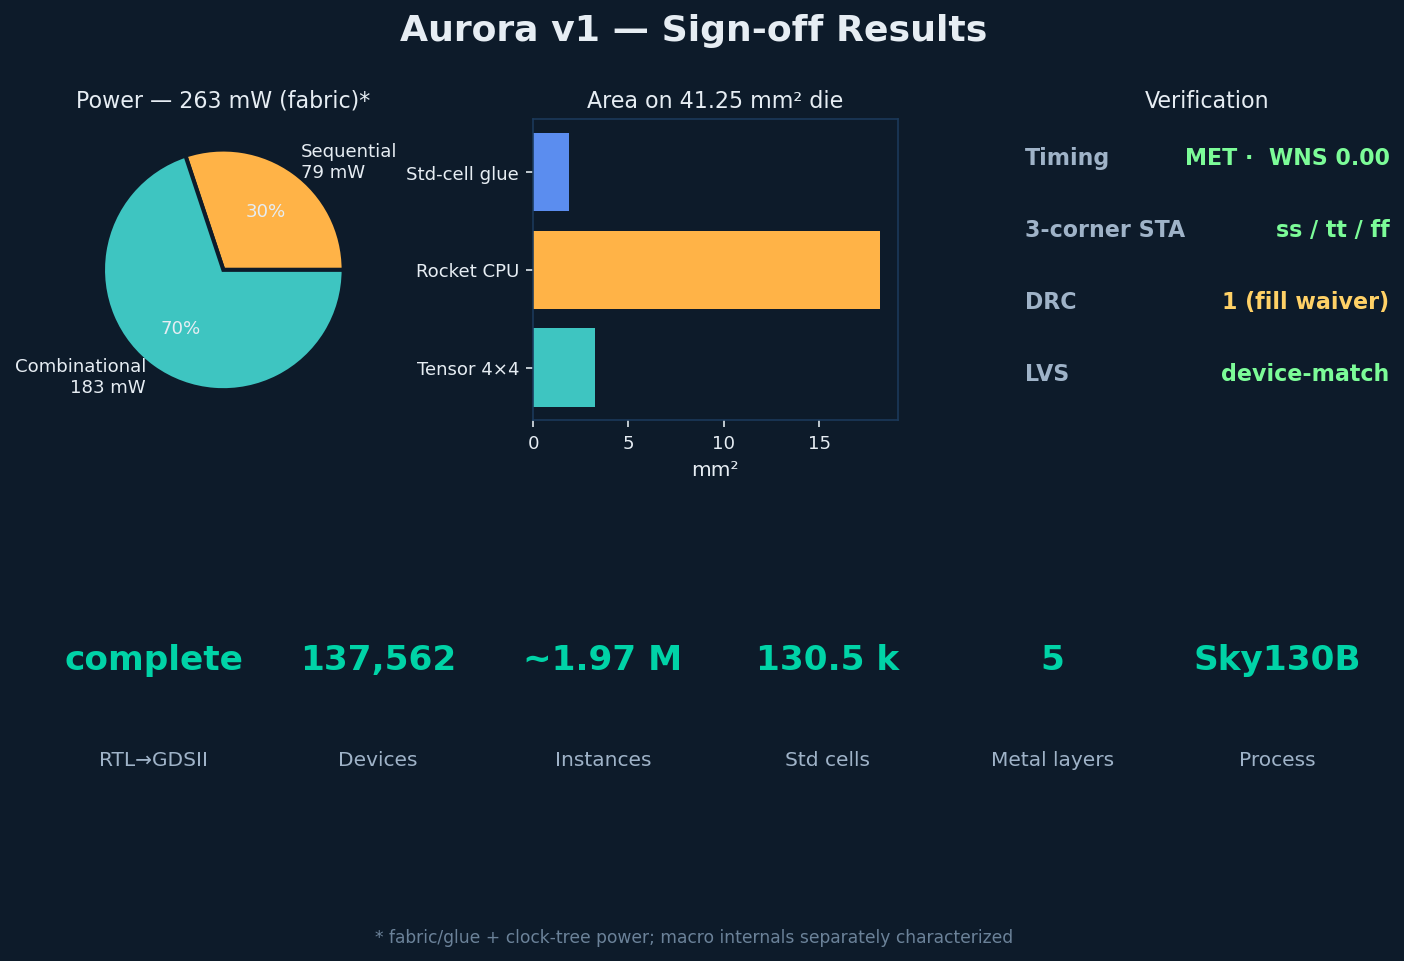 Aurora v1 — Sign-off Results
Power — 263 mW (fabric)*
Sequential
79 mW
30%
70%
Combinational
183 mW
Area on 41.25 mm² die
Std-cell glue
Rocket CPU
Tensor 4×4
0 5 10 15
mm²
Verification
Timing MET · WNS 0.00
3-corner STA ss / tt / ff
DRC 1 (fill waiver)
LVS device-match
complete 137,562 ~1.97 M 130.5 k 5 Sky130B
RTL→GDSII Devices Instances Std cells Metal layers Process
* fabric/glue + clock-tree power; macro internals separately characterized